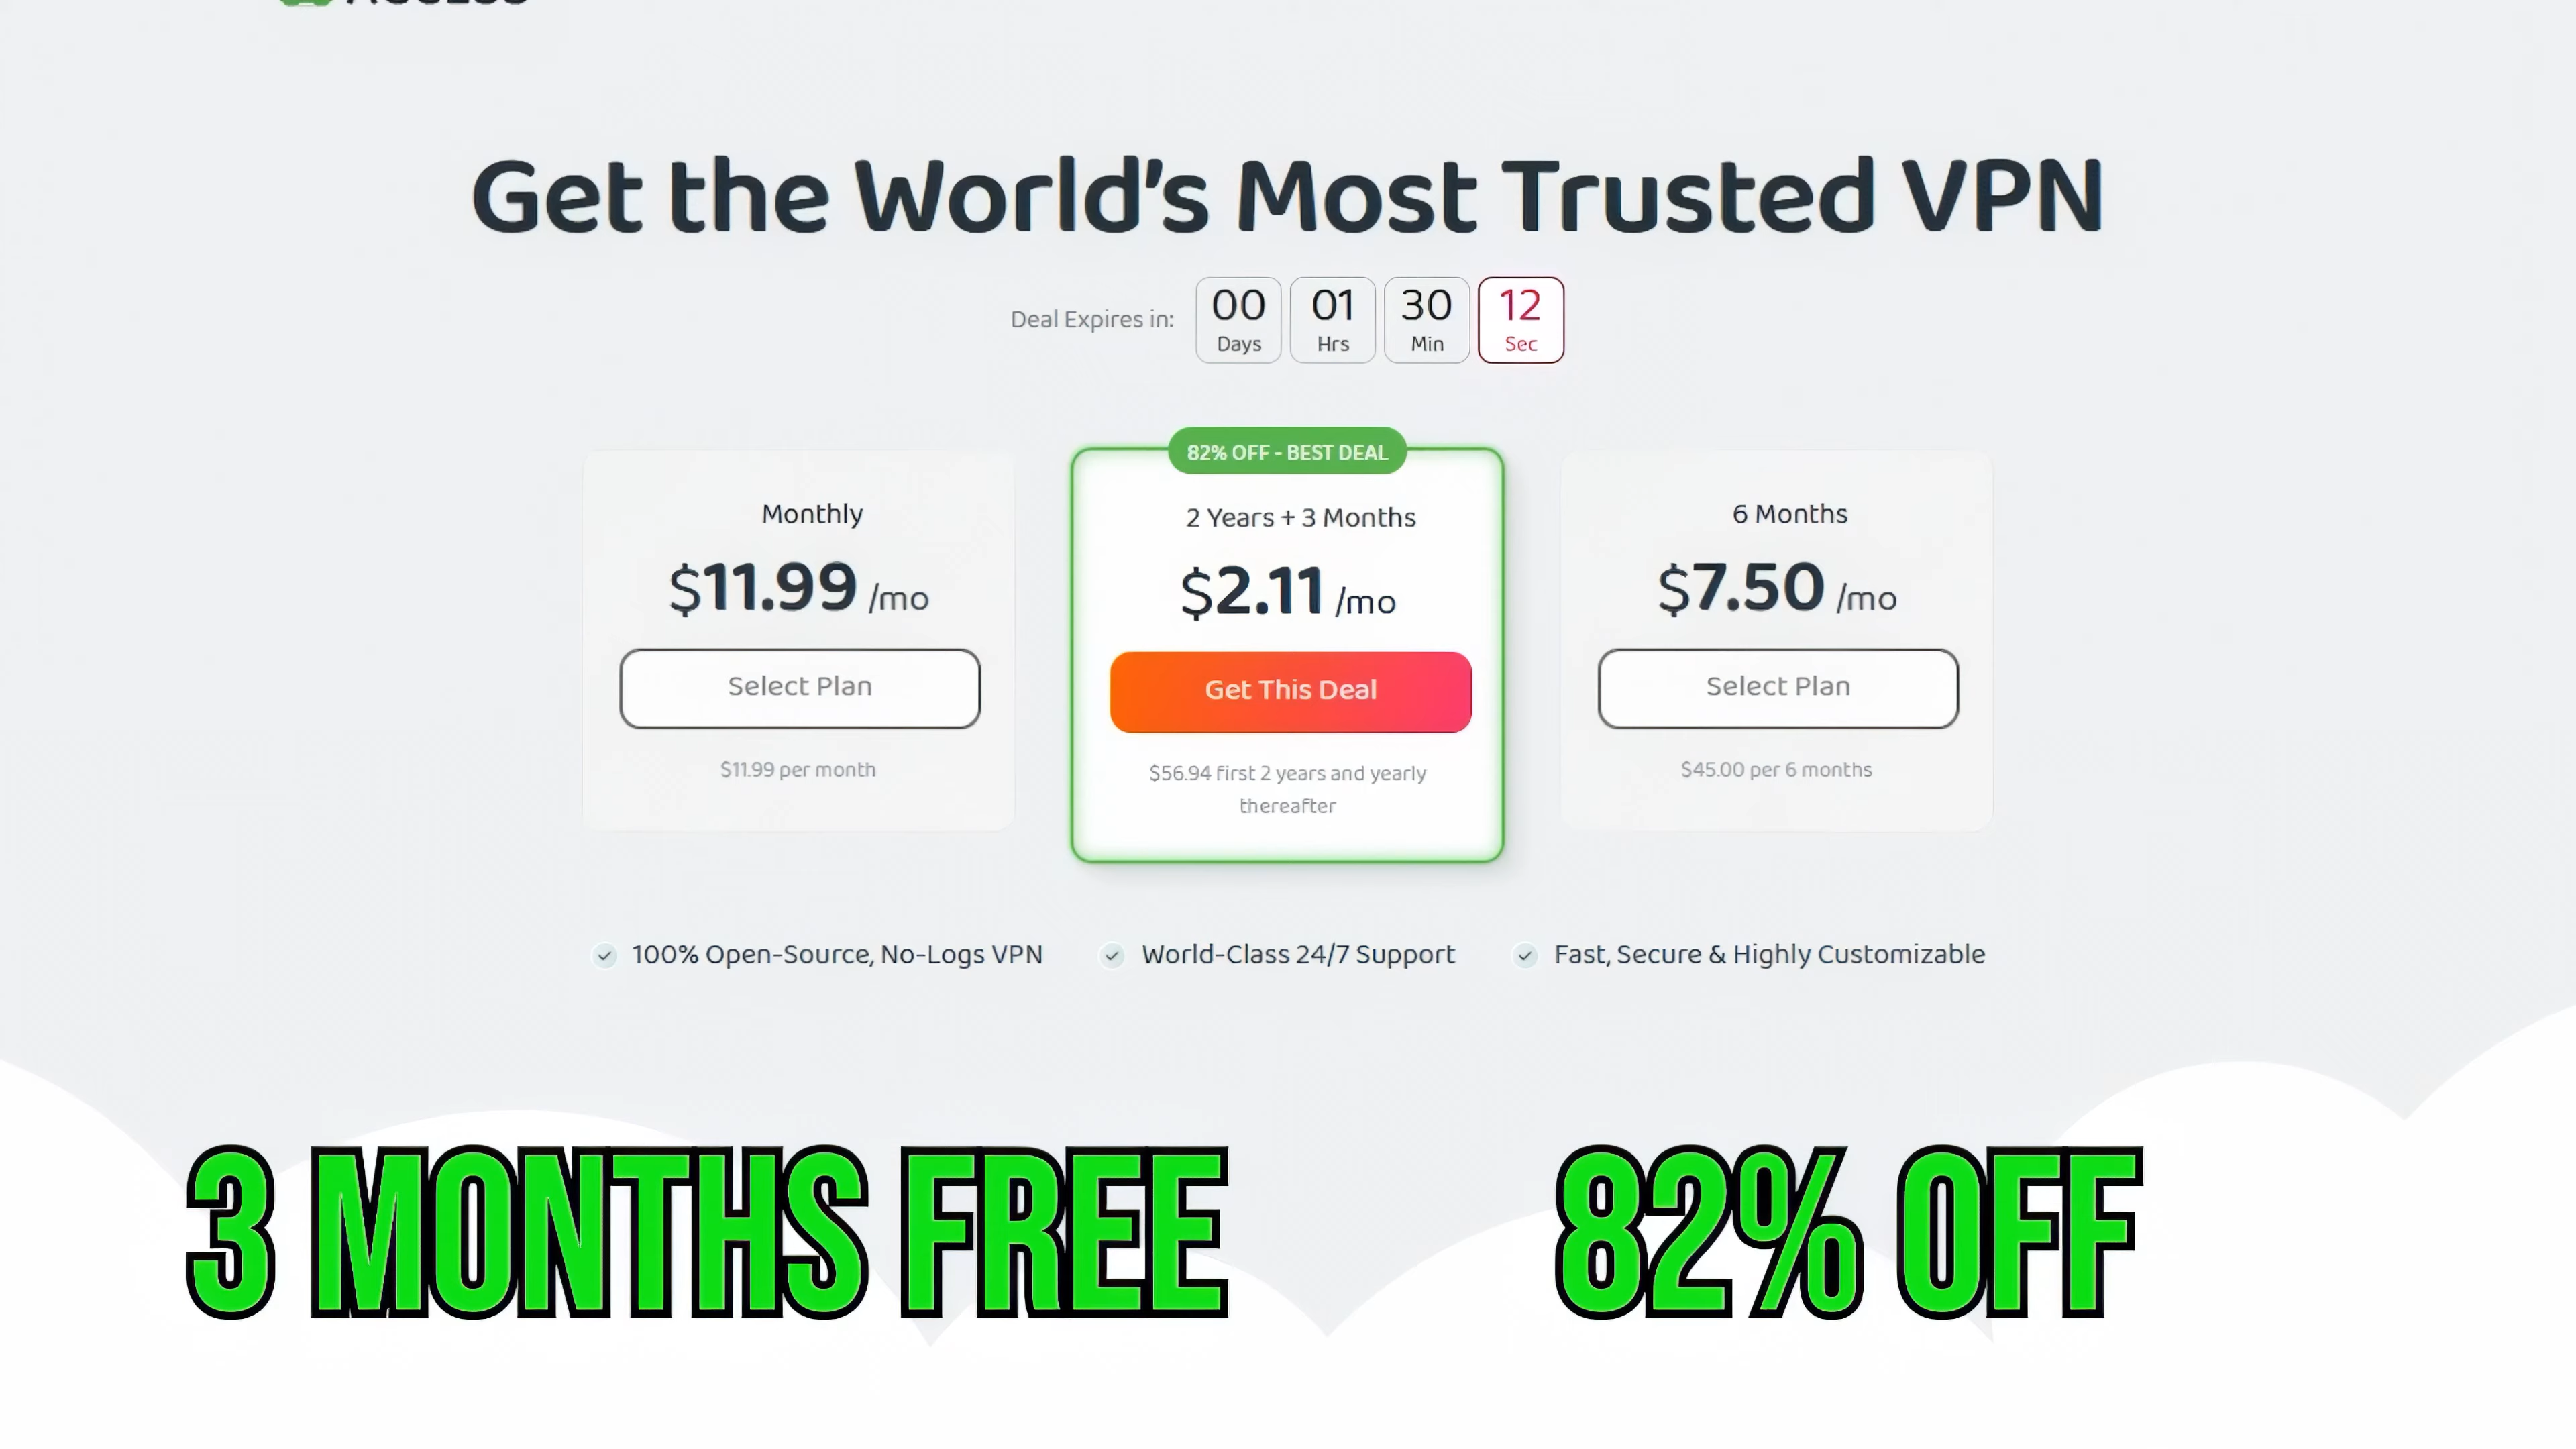 Get the World's Most Trusted VPN
Deal Expires in:
00 Days
01 Hrs
30 Min
12 Sec
Monthly
$11.99 /mo
Select Plan
$11.99 per month
82% OFF - BEST DEAL
2 Years + 3 Months
$2.11 /mo
Get This Deal
$56.94 first 2 years and yearly
thereafter
6 Months
$7.50 /mo
Select Plan
$45.00 per 6 months
100% Open-Source, No-Logs VPN
World-Class 24/7 Support
Fast, Secure & Highly Customizable
3 MONTHS FREE
82% OFF